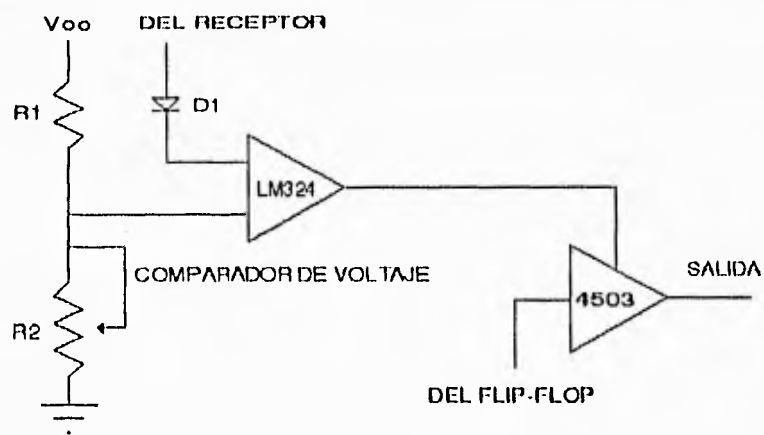 Voo
DEL RECEPTOR
R1
D1
LM324
COMPARADOR DE VOLTAJE
SALIDA
4503
R2
DEL FLIP-FLOP